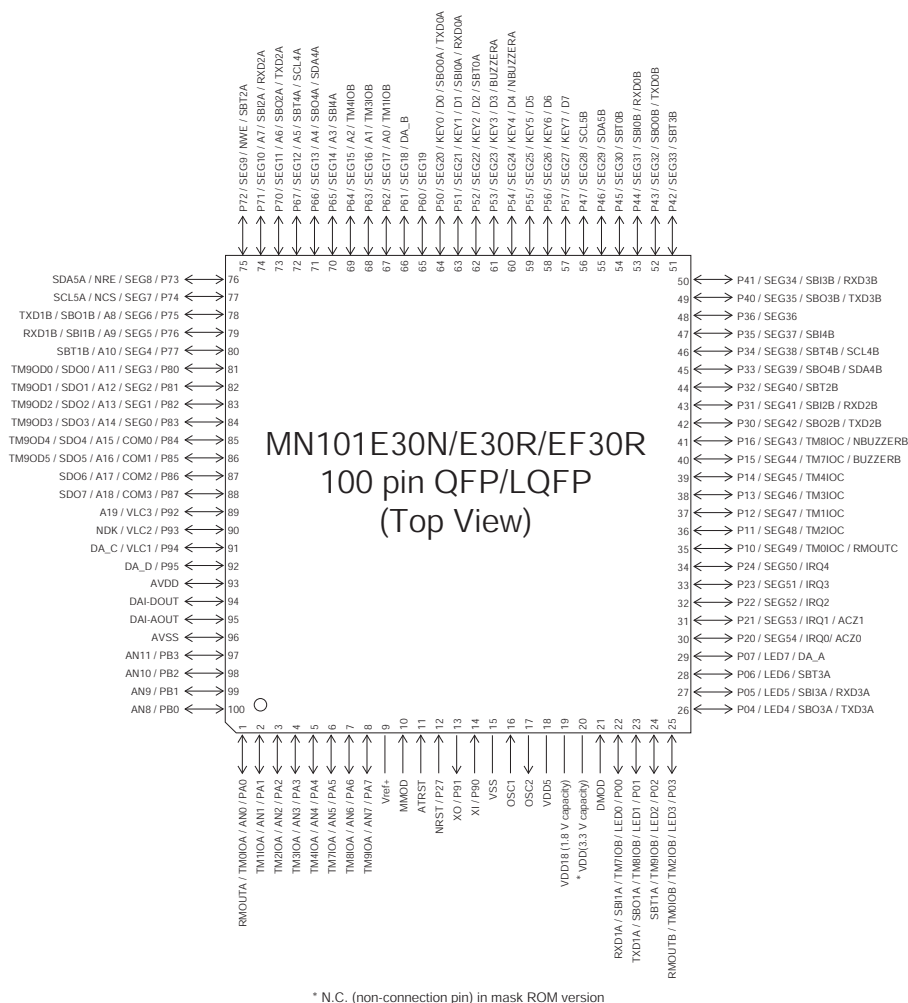 P72 / SEG9 / NWE / SBT2A
P71 / SEG10 / A7 / SBI2A / RXD2A
P70 / SEG11 / A6 / SBO2A / TXD2A
P67 / SEG12 / A5 / SBT4A / SCL4A
P66 / SEG13 / A4 / SBO4A / SDA4A
P65 / SEG14 / A3 / SBI4A
P64 / SEG15 / A2 / TM4IOB
P63 / SEG16 / A1 / TM3IOB
P62 / SEG17 / A0 / TM1IOB
P61 / SEG18 / DA_B
P60 / SEG19
P50 / SEG20 / KEY0 / D0 / SBO0A / TXD0A
P51 / SEG21 / KEY1 / D1 / SBI0A / RXD0A
P52 / SEG22 / KEY2 / D2 / SBT0A
P53 / SEG23 / KEY3 / D3 / BUZZERA
P54 / SEG24 / KEY4 / D4 / NBUZZERA
P55 / SEG25 / KEY5 / D5
P56 / SEG26 / KEY6 / D6
P57 / SEG27 / KEY7 / D7
P47 / SEG28 / SCL5B
P46 / SEG29 / SDA5B
P45 / SEG30 / SBT0B
P44 / SEG31 / SBI0B / RXD0B
P43 / SEG32 / SBO0B / TXD0B
P42 / SEG33 / SBT3B
75 74 73 72 71 70 69 68 67 66 65 64 63 62 61 60 59 58 57 56 55 54 53 52 51
SDA5A / NRE / SEG8 / P73 76
SCL5A / NCS / SEG7 / P74 77
TXD1B / SBO1B / A8 / SEG6 / P75 78
RXD1B / SBI1B / A9 / SEG5 / P76 79
SBT1B / A10 / SEG4 / P77 80
TM9OD0 / SDO0 / A11 / SEG3 / P80 81
TM9OD1 / SDO1 / A12 / SEG2 / P81 82
TM9OD2 / SDO2 / A13 / SEG1 / P82 83
TM9OD3 / SDO3 / A14 / SEG0 / P83 84
TM9OD4 / SDO4 / A15 / COM0 / P84 85
TM9OD5 / SDO5 / A16 / COM1 / P85 86
SDO6 / A17 / COM2 / P86 87
SDO7 / A18 / COM3 / P87 88
A19 / VLC3 / P92 89
NDK / VLC2 / P93 90
DA_C / VLC1 / P94 91
DA_D / P95 92
AVDD 93
DAI-DOUT 94
DAI-AOUT 95
AVSS 96
AN11 / PB3 97
AN10 / PB2 98
AN9 / PB1 99
AN8 / PB0 100
MN101E30N/E30R/EF30R
100 pin QFP/LQFP
(Top View)
50 P41 / SEG34 / SBI3B / RXD3B
49 P40 / SEG35 / SBO3B / TXD3B
48 P36 / SEG36
47 P35 / SEG37 / SBI4B
46 P34 / SEG38 / SBT4B / SCL4B
45 P33 / SEG39 / SBO4B / SDA4B
44 P32 / SEG40 / SBT2B
43 P31 / SEG41 / SBI2B / RXD2B
42 P30 / SEG42 / SBO2B / TXD2B
41 P16 / SEG43 / TM8IOC / NBUZZERB
40 P15 / SEG44 / TM7IOC / BUZZERB
39 P14 / SEG45 / TM4IOC
38 P13 / SEG46 / TM3IOC
37 P12 / SEG47 / TM1IOC
36 P11 / SEG48 / TM2IOC
35 P10 / SEG49 / TM0IOC / RMOUTC
34 P24 / SEG50 / IRQ4
33 P23 / SEG51 / IRQ3
32 P22 / SEG52 / IRQ2
31 P21 / SEG53 / IRQ1 / ACZ1
30 P20 / SEG54 / IRQ0/ ACZ0
29 P07 / LED7 / DA_A
28 P06 / LED6 / SBT3A
27 P05 / LED5 / SBI3A / RXD3A
26 P04 / LED4 / SBO3A / TXD3A
1 2 3 4 5 6 7 8 9 10 11 12 13 14 15 16 17 18 19 20 21 22 23 24 25
RMOUTA / TM0IOA / AN0 / PA0
TM1IOA / AN1 / PA1
TM2IOA / AN2 / PA2
TM3IOA / AN3 / PA3
TM4IOA / AN4 / PA4
TM7IOA / AN5 / PA5
TM8IOA / AN6 / PA6
TM9IOA / AN7 / PA7
Vref+
MMOD
ATRST
NRST / P27
XO / P91
XI / P90
VSS
OSC1
OSC2
VDD5
VDD18 (1.8 V capacity)
* VDD(3.3 V capacity)
DMOD
RXD1A / SBI1A / TM7IOB / LED0 / P00
TXD1A / SBO1A / TM8IOB / LED1 / P01
SBT1A / TM9IOB / LED2 / P02
RMOUTB / TM0IOB / TM2IOB / LED3 / P03
* N.C. (non-connection pin) in mask ROM version